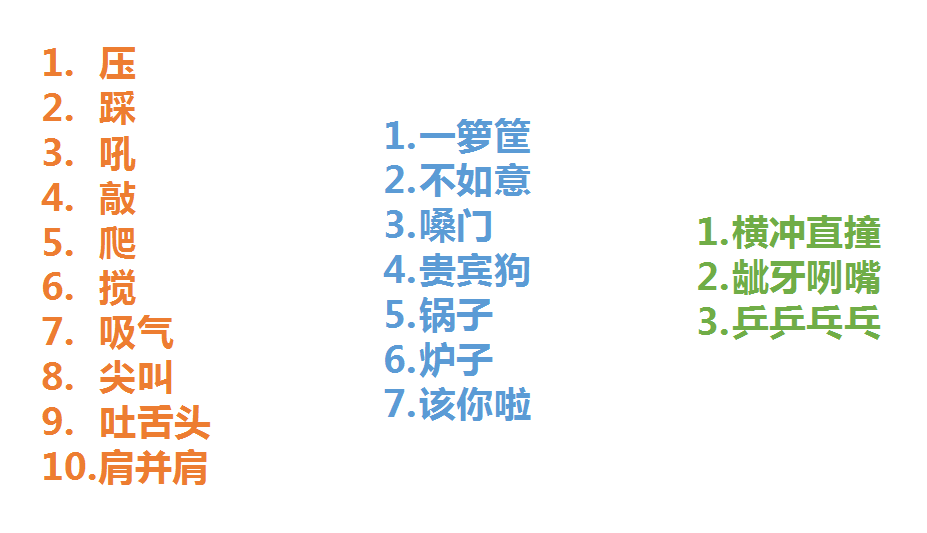 1. 压
2. 踩
3. 吼
4. 敲
5. 爬
6. 搅
7. 吸气
8. 尖叫
9. 吐舌头
10.肩并肩
1.一箩筐
2.不如意
3.嗓门
4.贵宾狗
5.锅子
6.炉子
7.该你啦
1.横冲直撞
2.龇牙咧嘴
3.乒乒乓乓